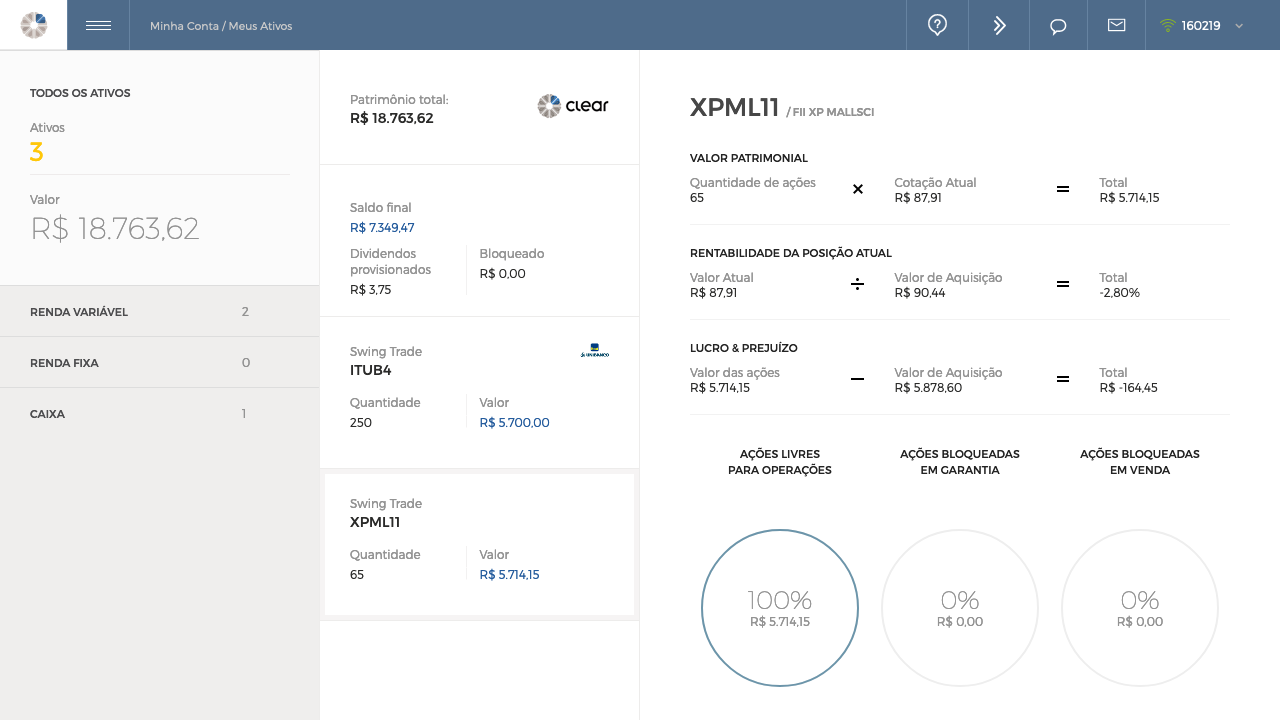 Minha Conta / Meus Ativos
160219
TODOS OS ATIVOS
Ativos
3
Valor
R$ 18.763,62
RENDA VARIÁVEL 2
RENDA FIXA 0
CAIXA 1
Patrimônio total:
R$ 18.763,62
clear
Saldo final
R$ 7.349,47
Dividendos provisionados
R$ 3,75
Bloqueado
R$ 0,00
Swing Trade
ITUB4
UNIBANCO
Quantidade
250
Valor
R$ 5.700,00
Swing Trade
XPML11
Quantidade
65
Valor
R$ 5.714,15
XPML11 / FII XP MALLSCI
VALOR PATRIMONIAL
Quantidade de ações
65
×
Cotação Atual
R$ 87,91
=
Total
R$ 5.714,15
RENTABILIDADE DA POSIÇÃO ATUAL
Valor Atual
R$ 87,91
÷
Valor de Aquisição
R$ 90,44
=
Total
-2,80%
LUCRO & PREJUÍZO
Valor das ações
R$ 5.714,15
−
Valor de Aquisição
R$ 5.878,60
=
Total
R$ -164,45
AÇÕES LIVRES
PARA OPERAÇÕES
100%
R$ 5.714,15
AÇÕES BLOQUEADAS
EM GARANTIA
0%
R$ 0,00
AÇÕES BLOQUEADAS
EM VENDA
0%
R$ 0,00